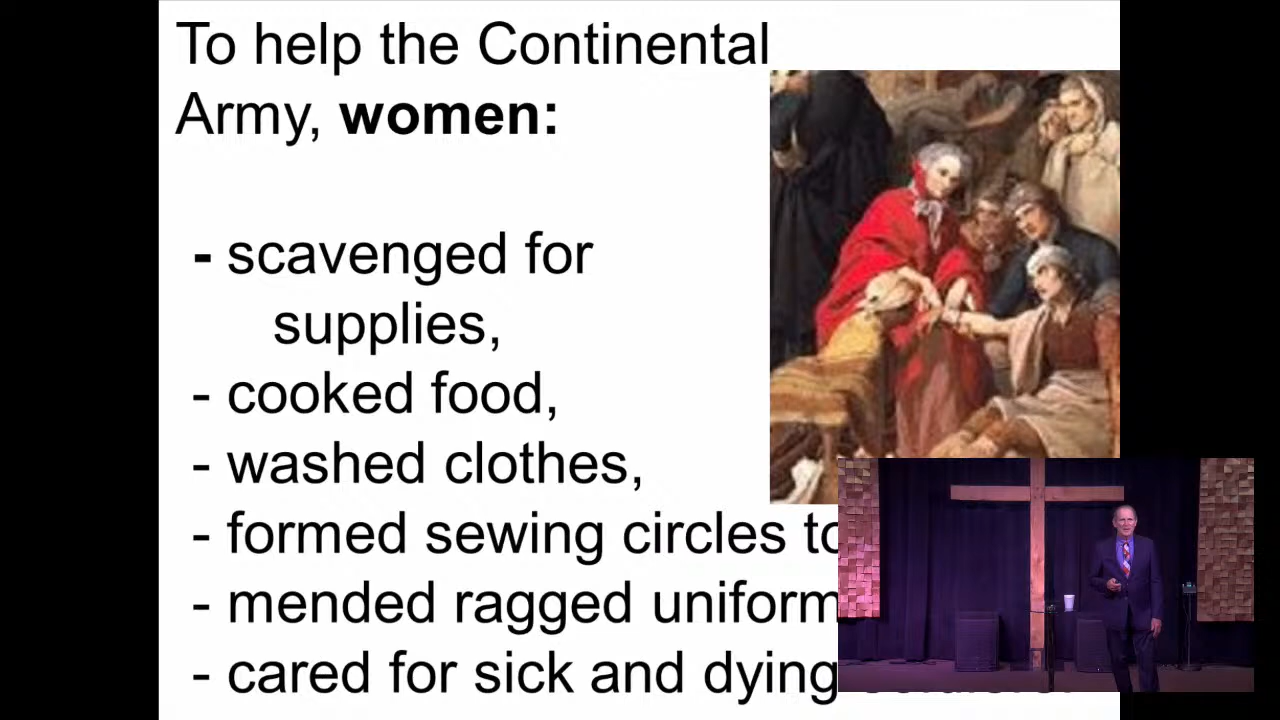 To help the Continental
Army, women:
- scavenged for
supplies,
- cooked food,
- washed clothes,
- formed sewing circles to
- mended ragged uniform
- cared for sick and dying